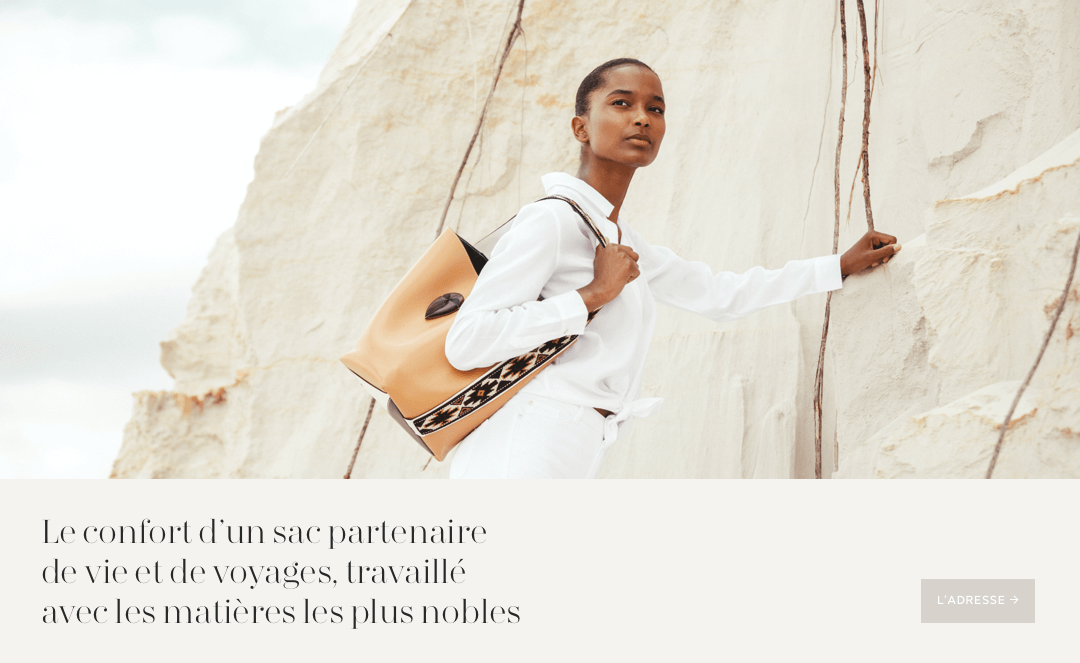 Le confort d’un sac partenaire
de vie et de voyages, travaillé
avec les matières les plus nobles
L’ADRESSE →